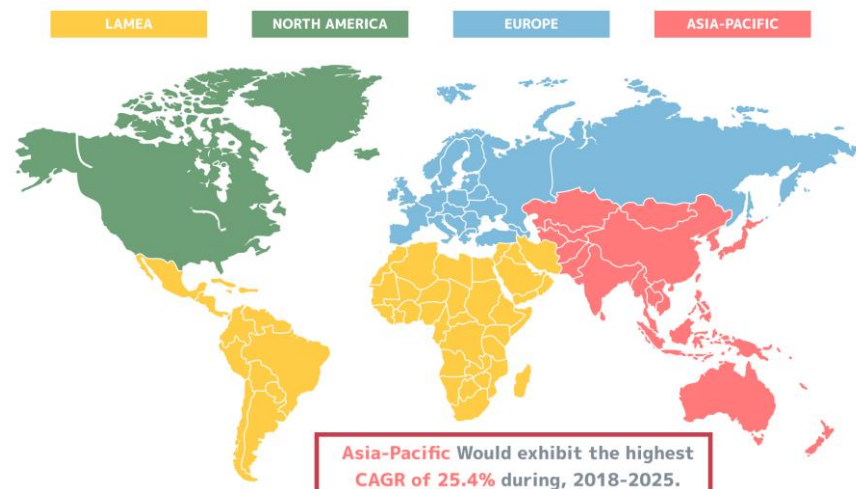 LAMEA
NORTH AMERICA
EUROPE
ASIA-PACIFIC
Asia-Pacific Would exhibit the highest
CAGR of 25.4% during, 2018-2025.